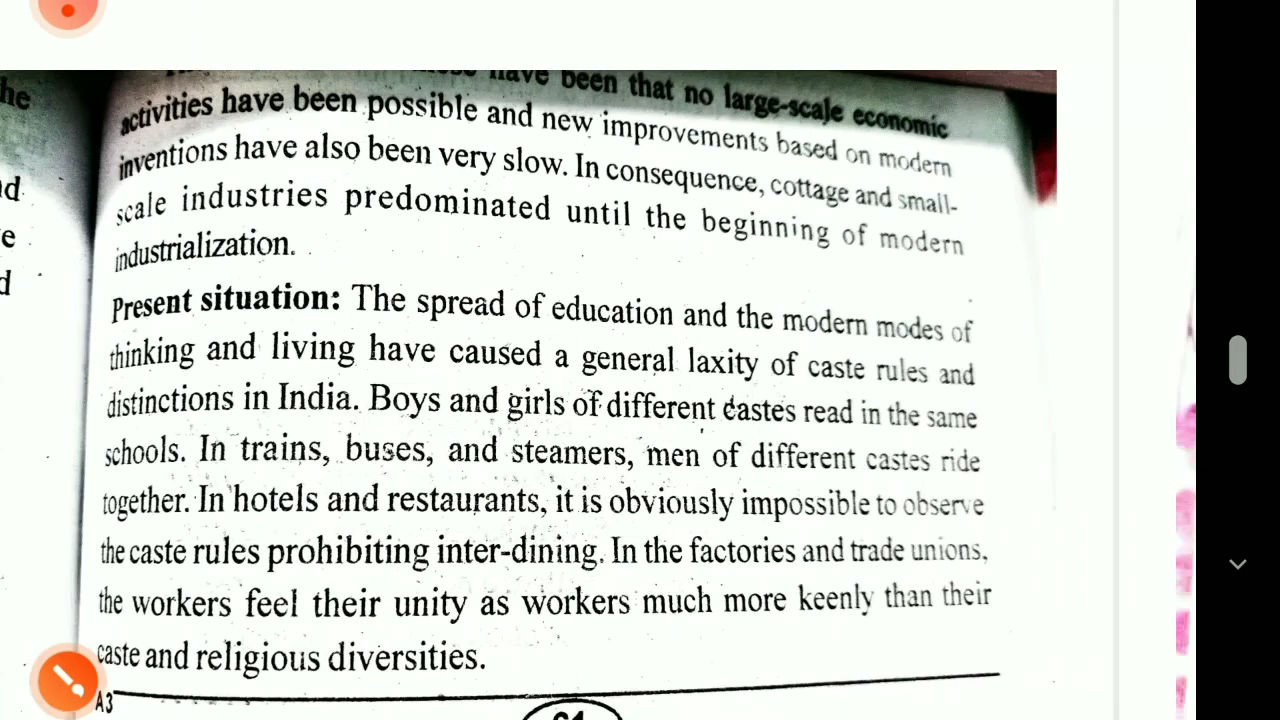 he
have been that no large-scale economic
activities have been possible and new improvements based on modern
inventions have also been very slow. In consequence, cottage and small-
scale industries predominated until the beginning of modern
industrialization.
Present situation: The spread of education and the modern modes of
thinking and living have caused a general laxity of caste rules and
distinctions in India. Boys and girls of different castes read in the same
schools. In trains, buses, and steamers, men of different castes ride
together. In hotels and restaurants, it is obviously impossible to observe
the caste rules prohibiting inter-dining. In the factories and trade unions,
the workers feel their unity as workers much more keenly than their
caste and religious diversities.
A3